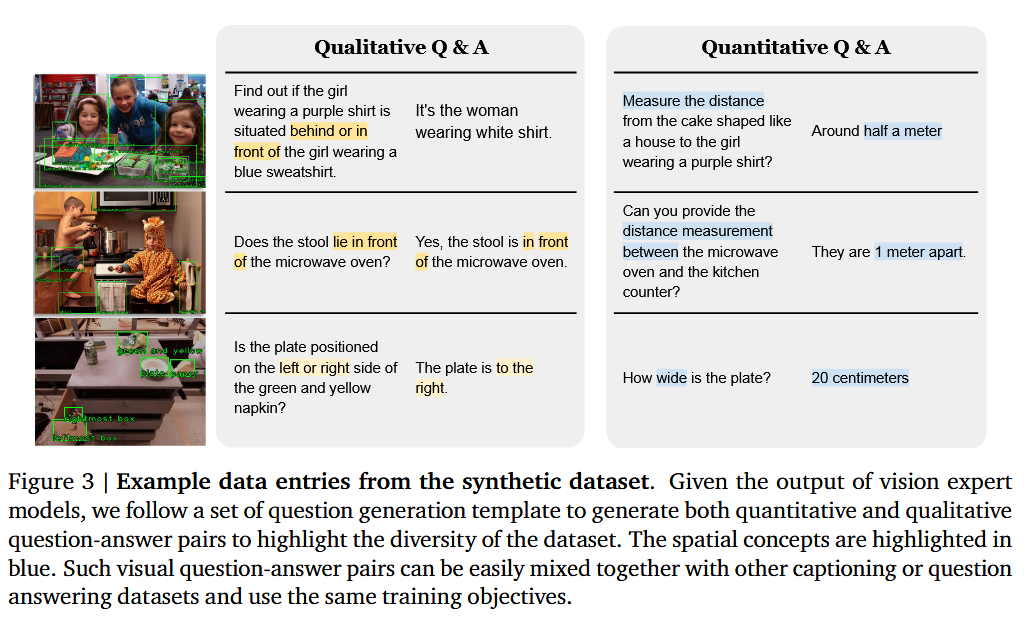 Qualitative Q & A
Find out if the girl
wearing a purple shirt is
situated behind or in
front of the girl wearing a
blue sweatshirt.
It's the woman
wearing white shirt.
Does the stool lie in front
of the microwave oven?
Yes, the stool is in front
of the microwave oven.
Is the plate positioned
on the left or right side of
the green and yellow
napkin?
The plate is to the
right.
Quantitative Q & A
Measure the distance
from the cake shaped like
a house to the girl
wearing a purple shirt?
Around half a meter
Can you provide the
distance measurement
between the microwave
oven and the kitchen
counter?
They are 1 meter apart.
How wide is the plate?
20 centimeters
green and yellow
rightmost box
leftmost box
Figure 3 | Example data entries from the synthetic dataset. Given the output of vision expert
models, we follow a set of question generation template to generate both quantitative and qualitative
question-answer pairs to highlight the diversity of the dataset. The spatial concepts are highlighted in
blue. Such visual question-answer pairs can be easily mixed together with other captioning or question
answering datasets and use the same training objectives.